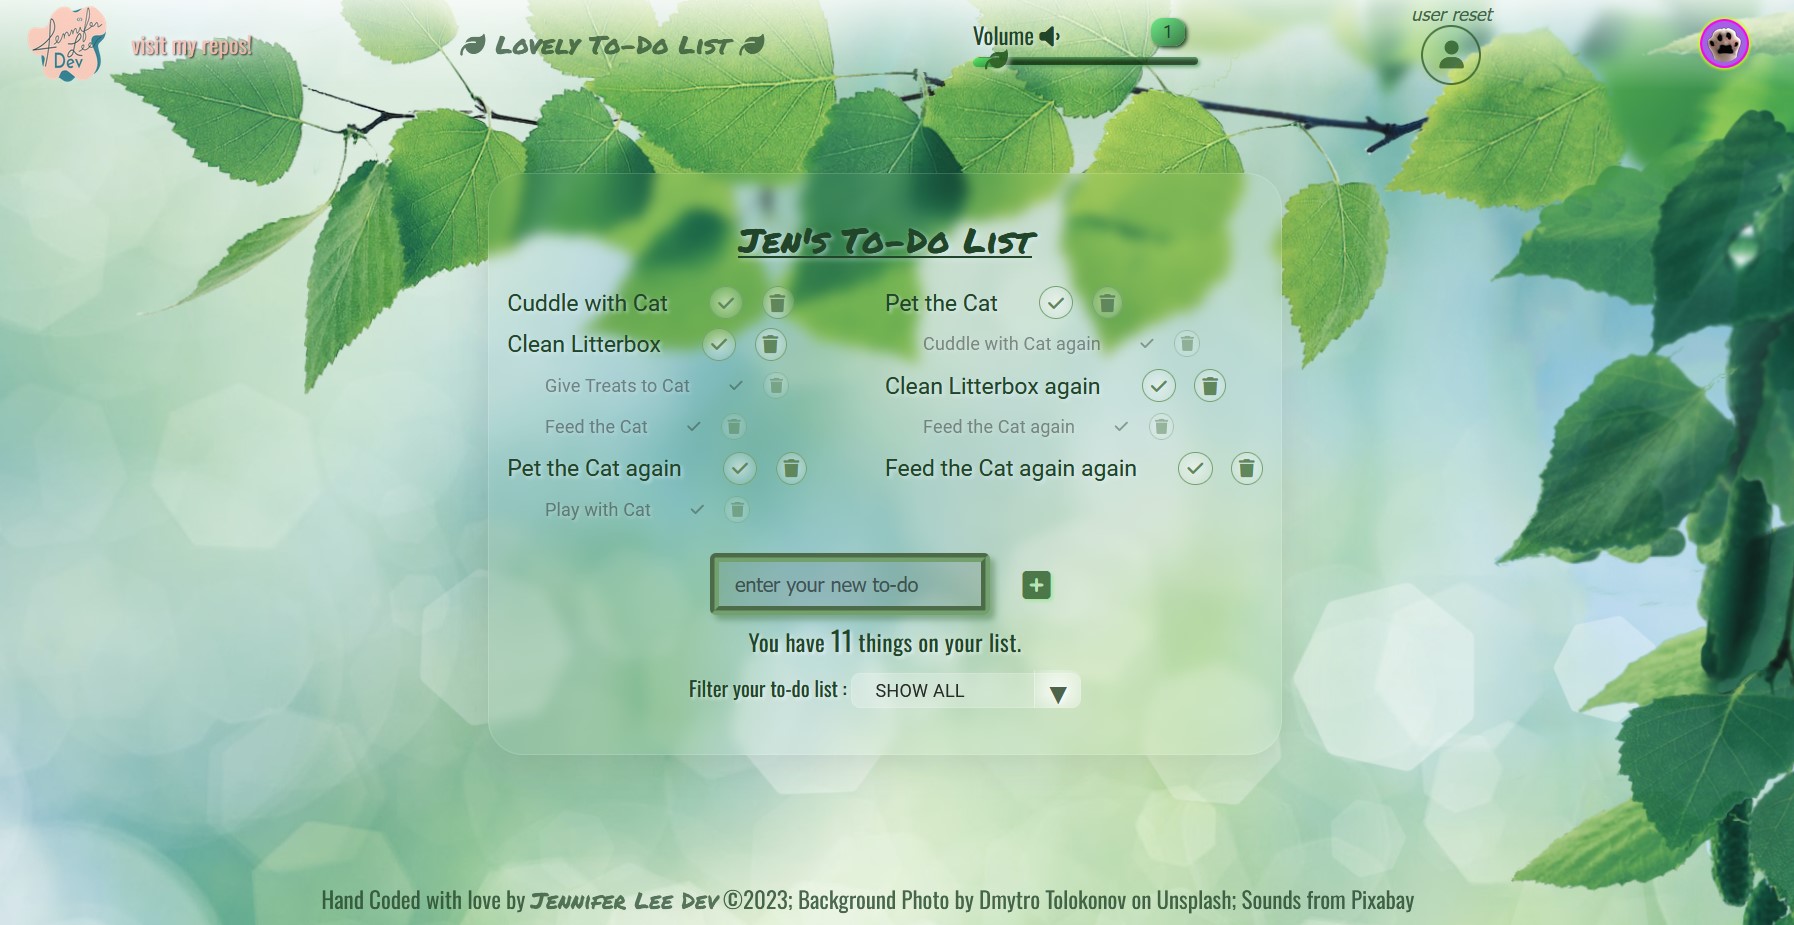 Jennifer Lee Dev
visit my repos!
Lovely To-Do List
Volume
1
user reset
Jen's To-Do List
Cuddle with Cat
Clean Litterbox
Give Treats to Cat
Feed the Cat
Pet the Cat again
Play with Cat
Pet the Cat
Cuddle with Cat again
Clean Litterbox again
Feed the Cat again
Feed the Cat again again
enter your new to-do
You have 11 things on your list.
Filter your to-do list : SHOW ALL
Hand Coded with love by Jennifer Lee Dev ©2023; Background Photo by Dmytro Tolokonov on Unsplash; Sounds from Pixabay